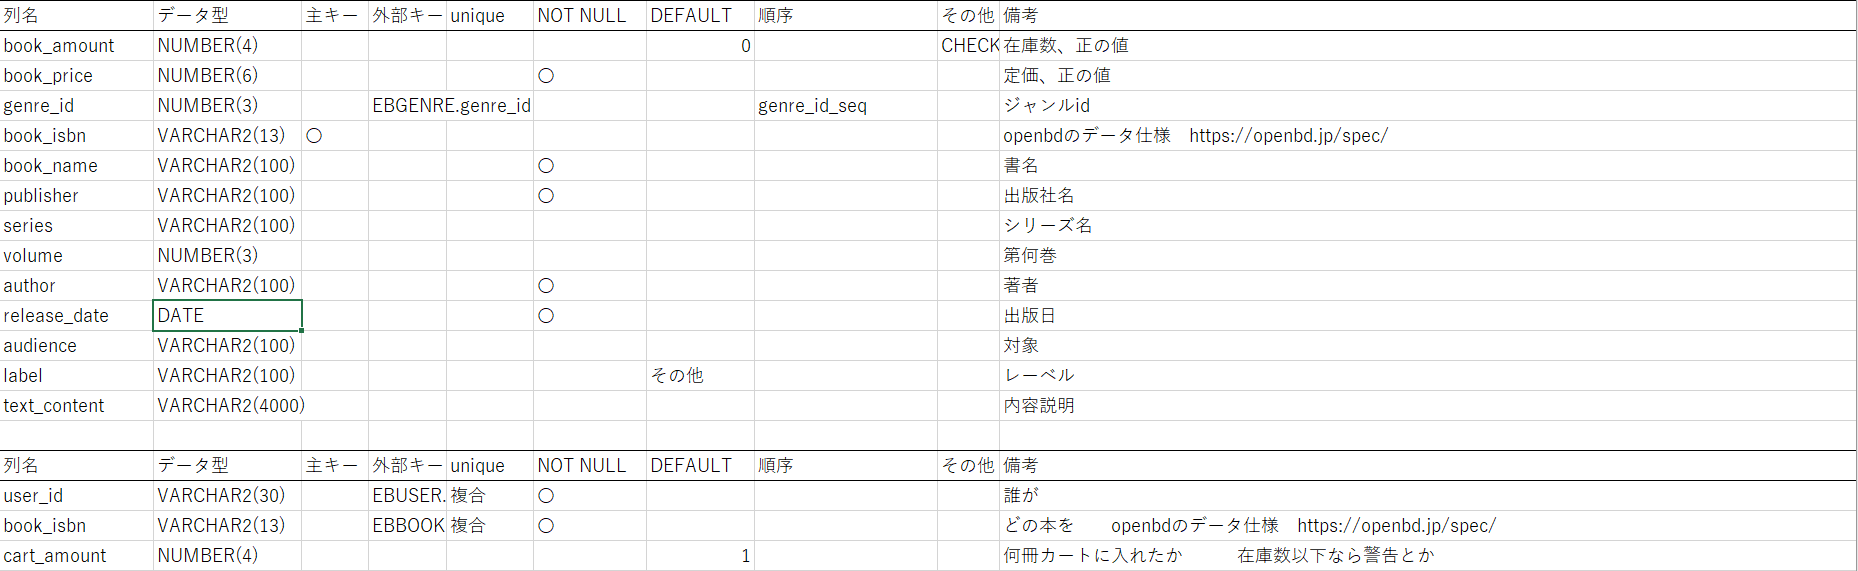 列名 データ型 主キー 外部キー unique NOT NULL DEFAULT 順序 その他 備考
book_amount NUMBER(4) 0 CHECK 在庫数、正の値
book_price NUMBER(6) 〇 定価、正の値
genre_id NUMBER(3) EBGENRE.genre_id genre_id_seq ジャンルid
book_isbn VARCHAR2(13) 〇 openbdのデータ仕様 https://openbd.jp/spec/
book_name VARCHAR2(100) 〇 書名
publisher VARCHAR2(100) 〇 出版社名
series VARCHAR2(100) シリーズ名
volume NUMBER(3) 第何巻
author VARCHAR2(100) 〇 著者
release_date DATE 〇 出版日
audience VARCHAR2(100) 対象
label VARCHAR2(100) その他 レーベル
text_content VARCHAR2(4000) 内容説明
列名 データ型 主キー 外部キー unique NOT NULL DEFAULT 順序 その他 備考
user_id VARCHAR2(30) EBUSER. 複合 〇 誰が
book_isbn VARCHAR2(13) EBBOOK 複合 〇 どの本を openbdのデータ仕様 https://openbd.jp/spec/
cart_amount NUMBER(4) 1 何冊カートに入れたか 在庫数以下なら警告とか